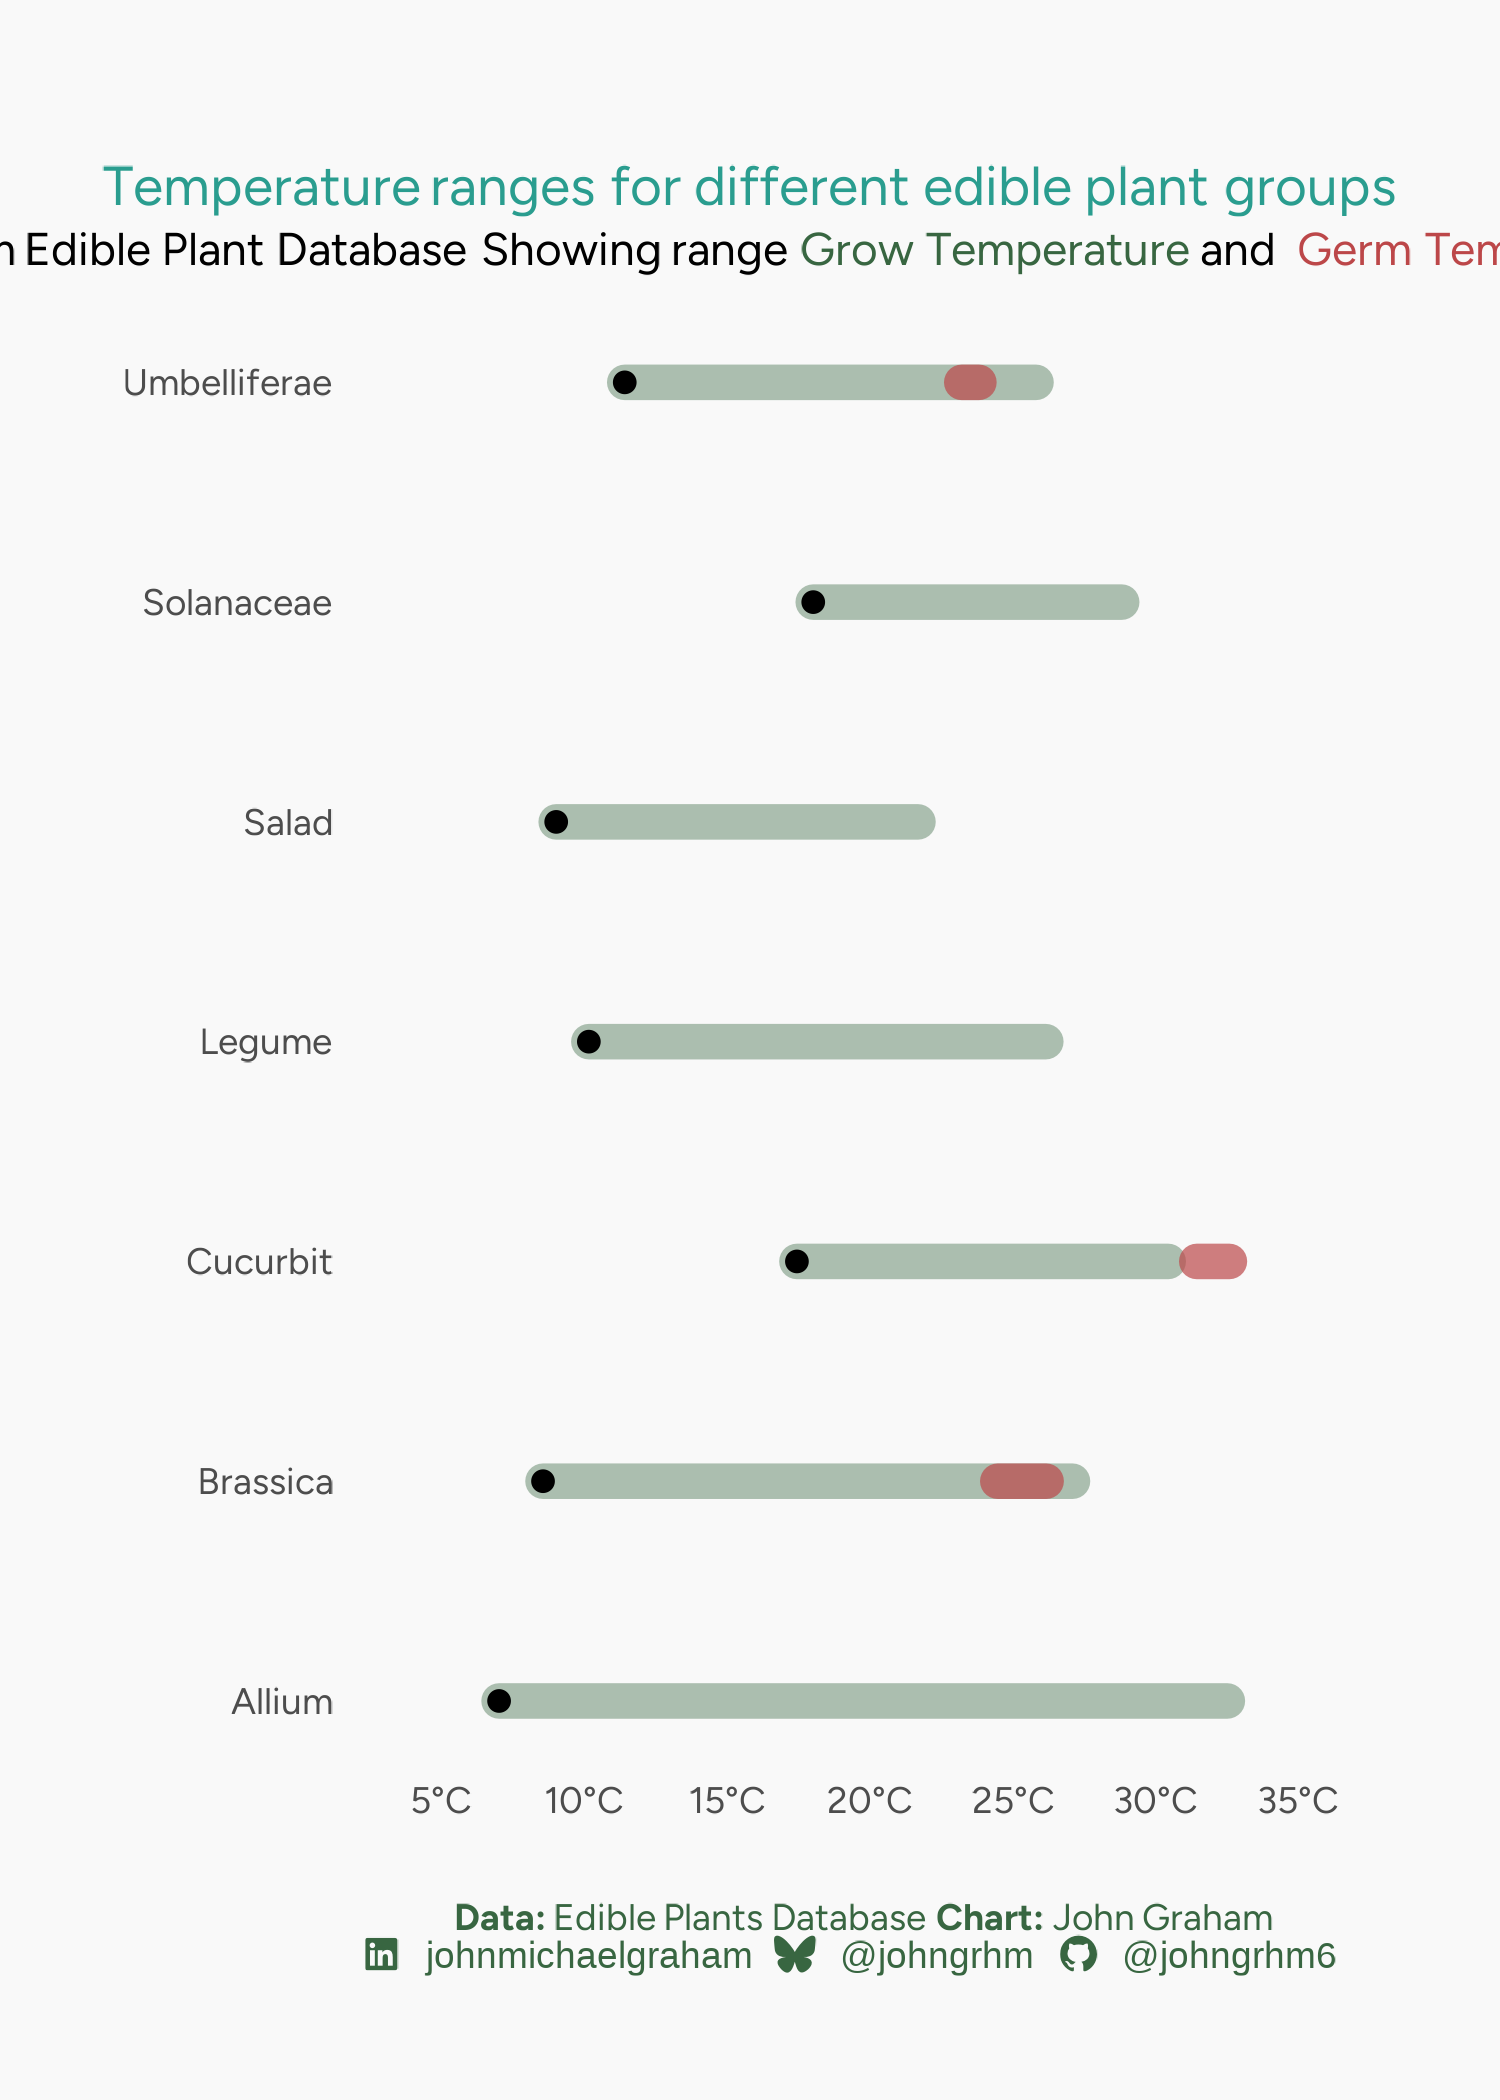 Temperature ranges for different edible plant groups
Edible Plant Database Showing range Grow Temperature and Germ
Umbelliferae
Solanaceae
Salad
Legume
Cucurbit
Brassica
Allium
5°C 10°C 15°C 20°C 25°C 30°C 35°C
Data: Edible Plants Database Chart: John Graham
in johnmichaelgraham @johngrhm @johngrhm6